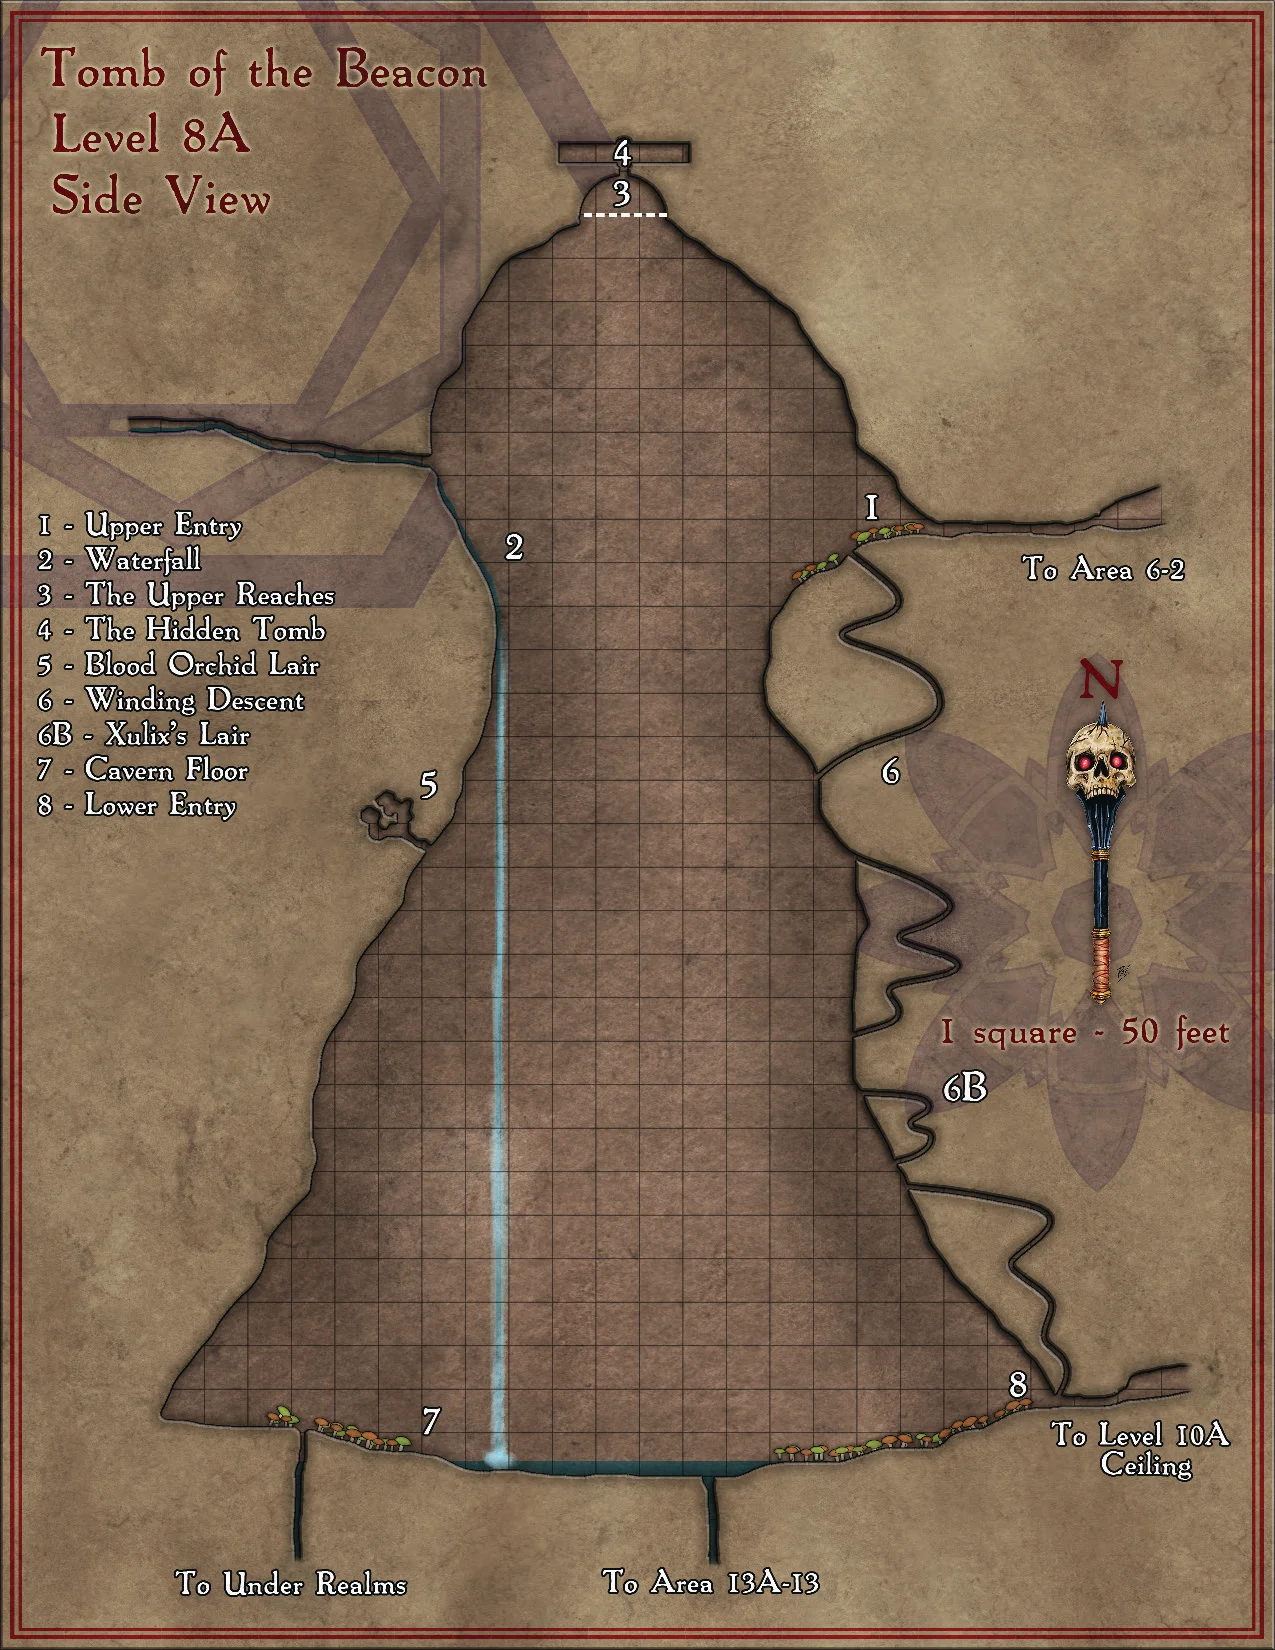 Tomb of the Beacon
Level 8A
Side View
4
3
1 - Upper Entry
2 - Waterfall
3 - The Upper Reaches
4 - The Hidden Tomb
5 - Blood Orchid Lair
6 - Winding Descent
6B - Xulix's Lair
7 - Cavern Floor
8 - Lower Entry
1
2
To Area 6-2
N
5
6
1 square - 50 feet
6B
8
7
To Level 10A
Ceiling
To Under Realms
To Area 13A-13